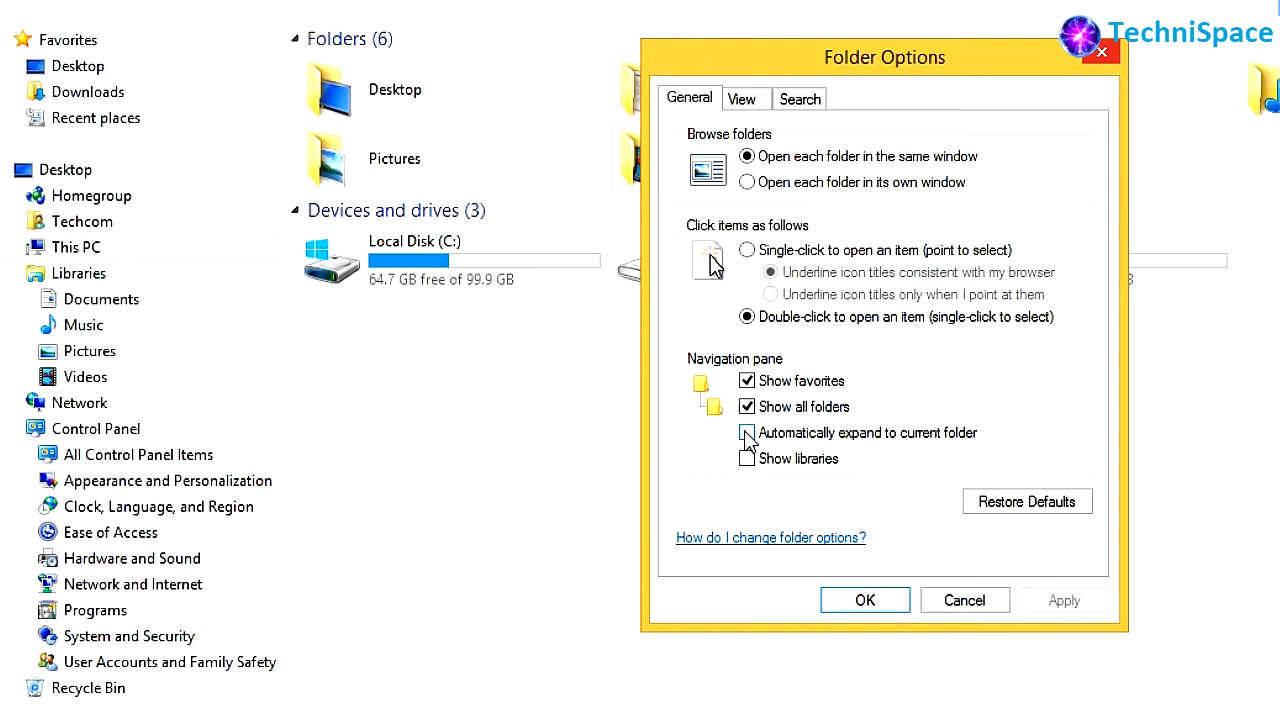 TechniSpace
Favorites
Desktop
Downloads
Recent places
Desktop
Homegroup
Techcom
This PC
Libraries
Documents
Music
Pictures
Videos
Network
Control Panel
All Control Panel Items
Appearance and Personalization
Clock, Language, and Region
Ease of Access
Hardware and Sound
Network and Internet
Programs
System and Security
User Accounts and Family Safety
Recycle Bin
Folders (6)
Desktop
Pictures
Devices and drives (3)
Local Disk (C:)
64.7 GB free of 99.9 GB
Folder Options
General View Search
Browse folders
Open each folder in the same window
Open each folder in its own window
Click items as follows
Single-click to open an item (point to select)
Underline icon titles consistent with my browser
Underline icon titles only when I point at them
Double-click to open an item (single-click to select)
Navigation pane
Show favorites
Show all folders
Automatically expand to current folder
Show libraries
Restore Defaults
How do I change folder options?
OK Cancel Apply